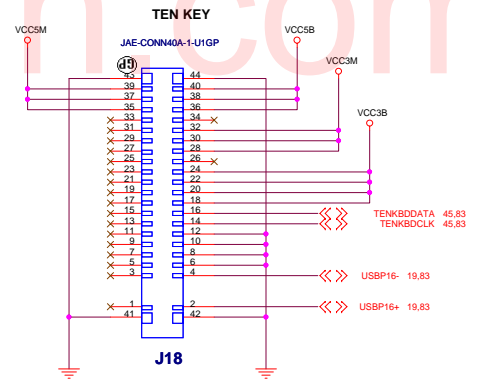 n.com
TEN KEY
VCC5M
VCC5B
JAE-CONN40A-1-U1GP
VCC3M
GP
43 44
39 40
37 38
35 36
33 34
31 32
29 30
27 28
25 26
23 24
21 22
19 20
17 18
VCC3B
15 16 TENKBDDATA 45,83
13 14 TENKBDCLK 45,83
11 12
9 10
7 8
5 6
3 4 USBP16- 19,83
1 2 USBP16+ 19,83
41 42
J18